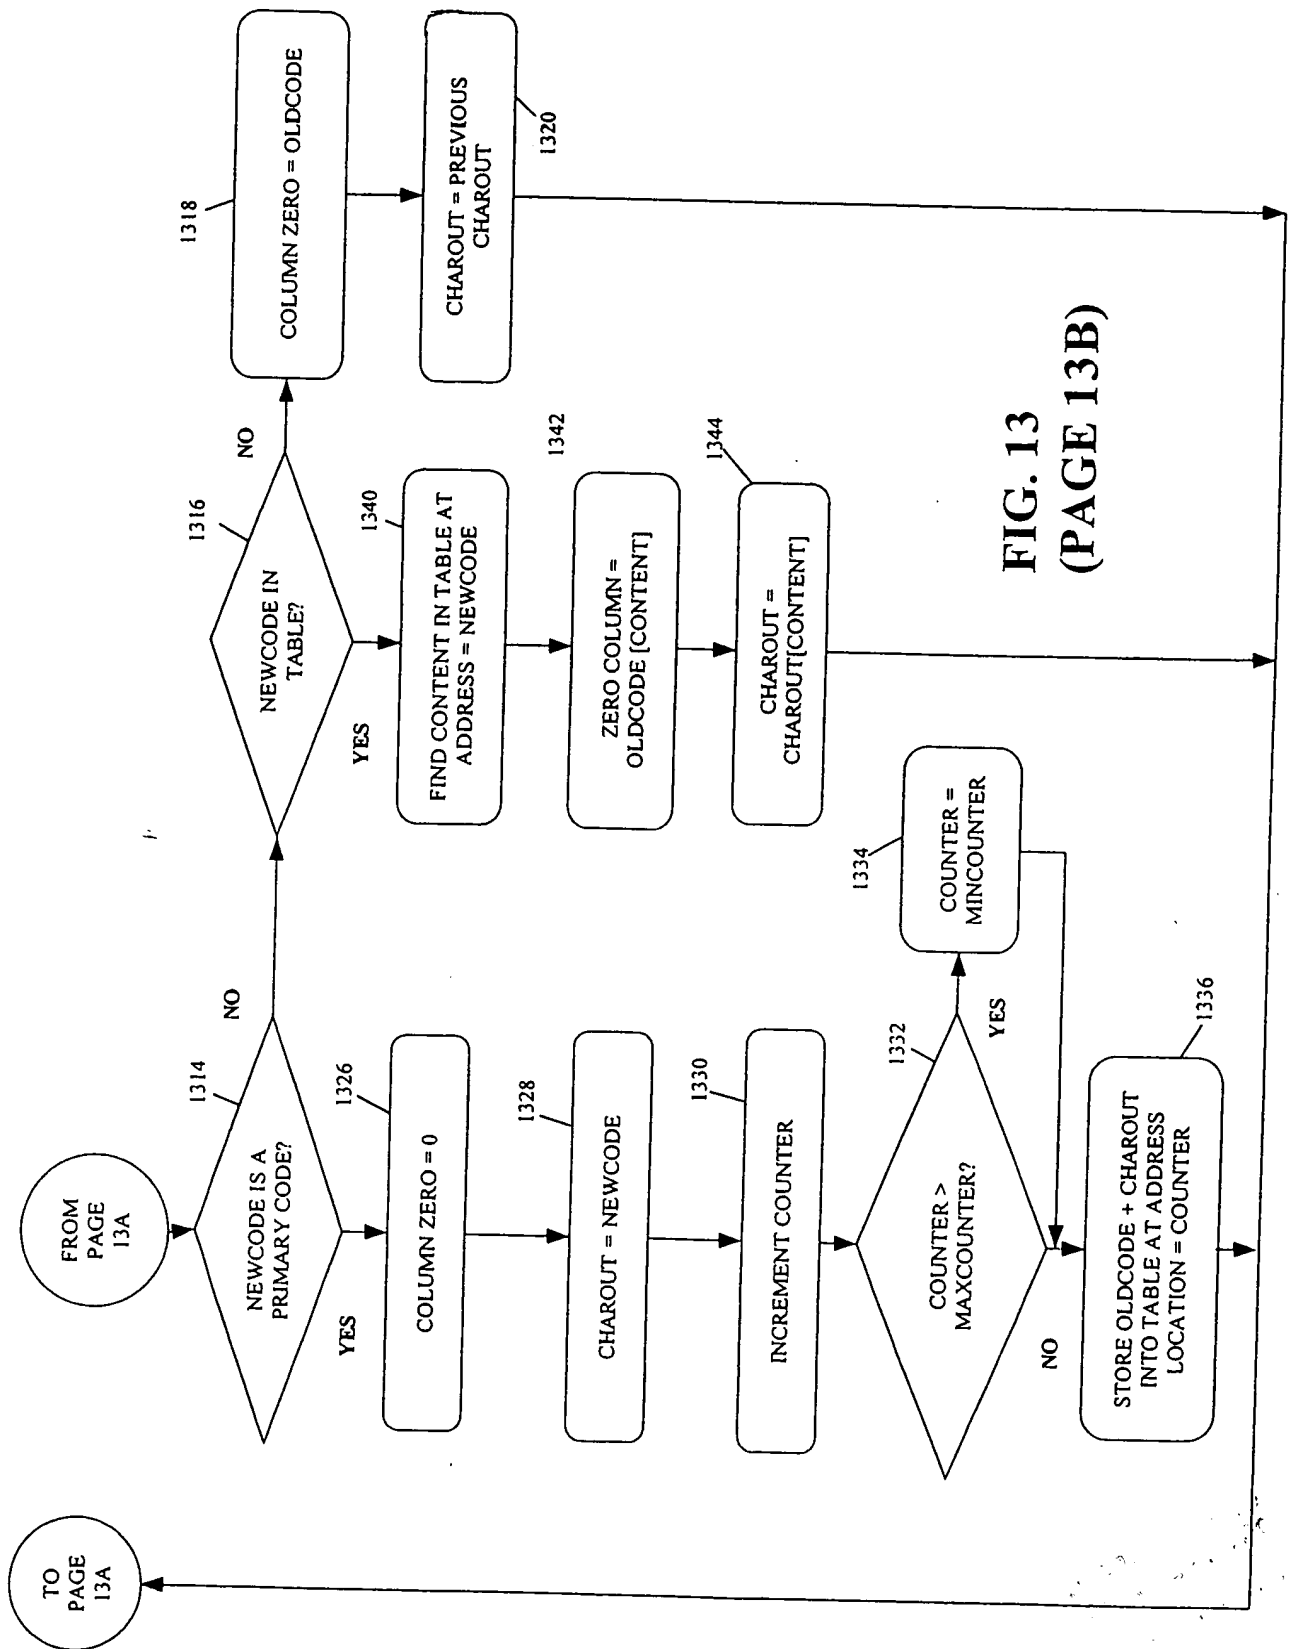 TO
PAGE
13A
FROM
PAGE
13A
1314
NEWCODE IS A
PRIMARY CODE?
NO
YES
1326
COLUMN ZERO = 0
1328
CHAROUT = NEWCODE
1330
INCREMENT COUNTER
1332
COUNTER >
MAXCOUNTER?
YES
NO
1334
COUNTER =
MINCOUNTER
1336
STORE OLDCODE + CHAROUT
INTO TABLE AT ADDRESS
LOCATION = COUNTER
1316
NEWCODE IN
TABLE?
NO
YES
1340
FIND CONTENT IN TABLE AT
ADDRESS = NEWCODE
1342
ZERO COLUMN =
OLDCODE [CONTENT]
1344
CHAROUT =
CHAROUT[CONTENT]
1318
COLUMN ZERO = OLDCODE
CHAROUT = PREVIOUS
CHAROUT
1320
FIG. 13
(PAGE 13B)